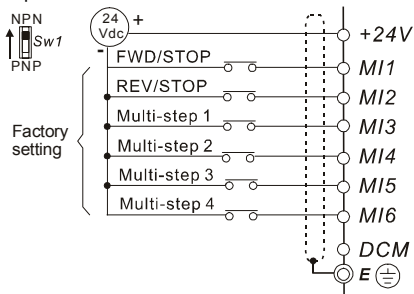 NPN
Sw1
PNP
24
Vdc
+
-
+24V
FWD/STOP
MI1
REV/STOP
MI2
Multi-step 1
MI3
Factory
setting
Multi-step 2
MI4
Multi-step 3
MI5
Multi-step 4
MI6
DCM
E